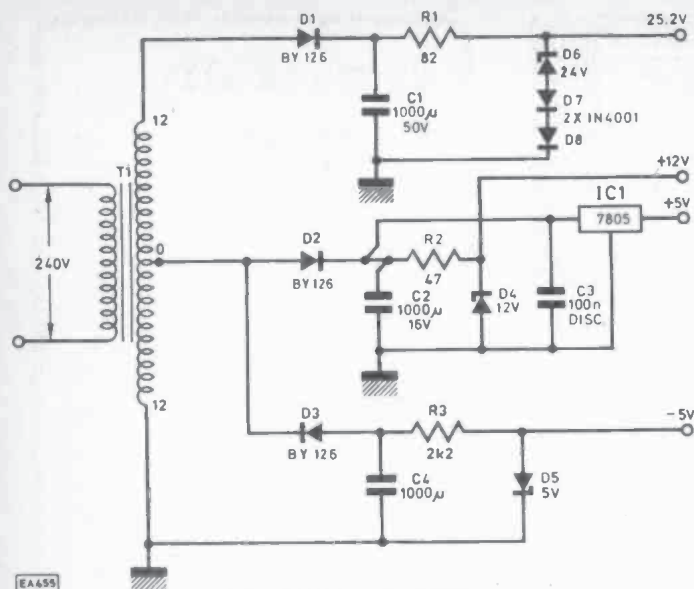 D1
BY 126
R1
82
25.2V
D6
24V
C1
1000µ
50V
D7
2 X IN4001
D8
12
T1
240V
0
12
+12V
IC1
7805
+5V
D2
BY 126
R2
47
C2
1000µ
16V
D4
12V
C3
100n
DISC
D3
BY 126
R3
2k2
-5V
C4
1000µ
D5
5V
EA455